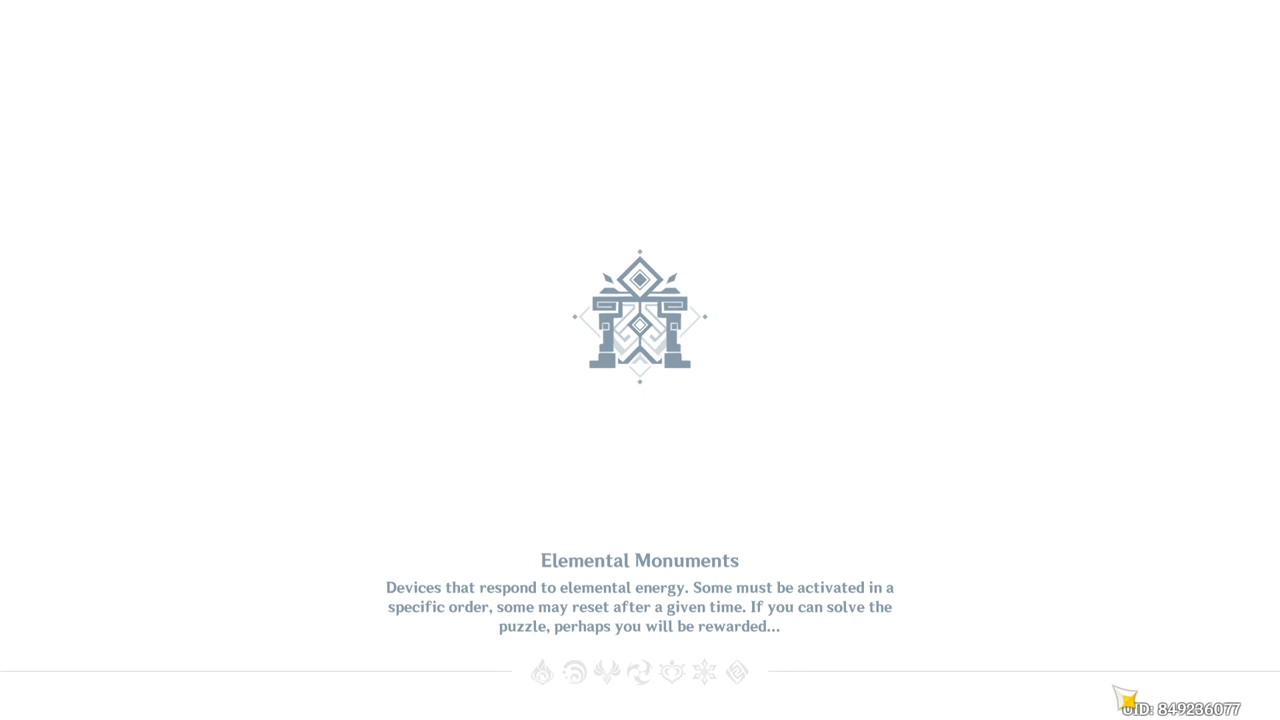 Elemental Monuments
Devices that respond to elemental energy. Some must be activated in a
specific order, some may reset after a given time. If you can solve the
puzzle, perhaps you will be rewarded...
UID: 849236077